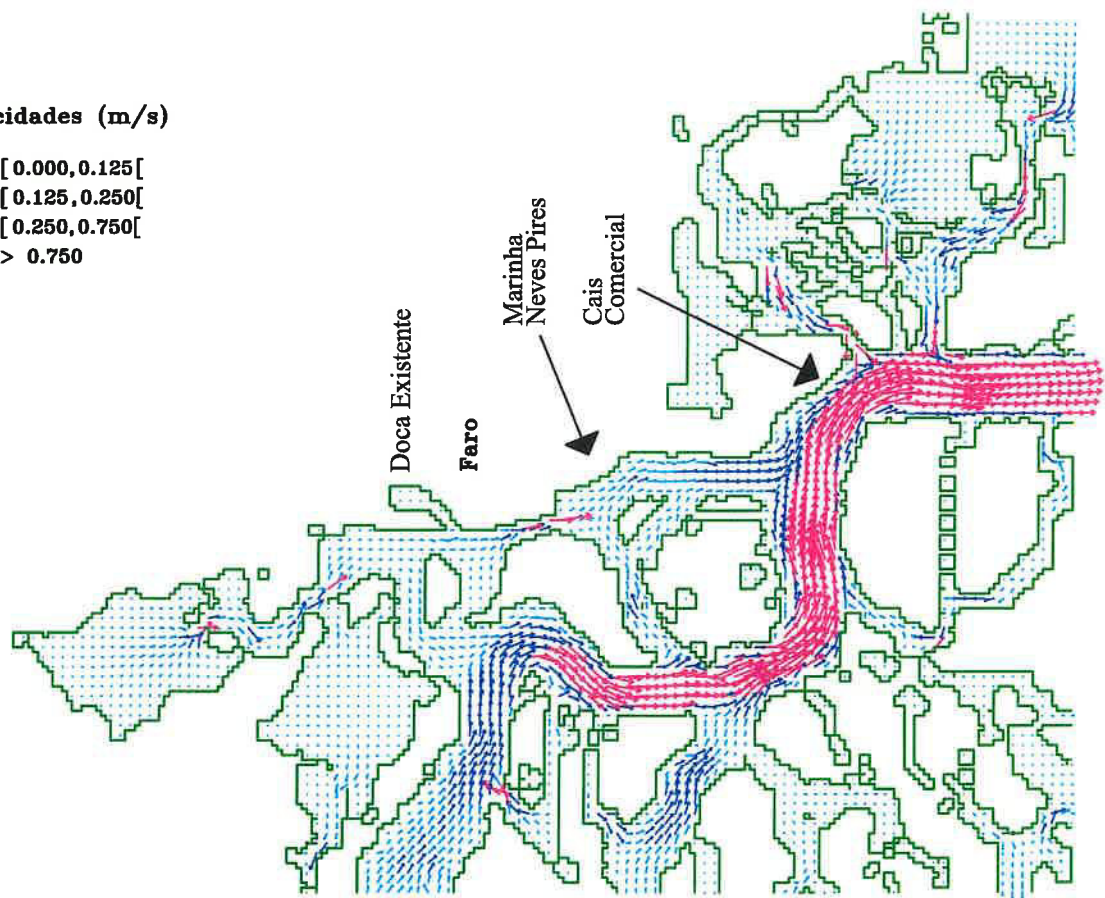 cidades (m/s)
[ 0.000, 0.125[
[ 0.125, 0.250[
[ 0.250, 0.750[
> 0.750
Marinha
Neves Pires
Cais
Comercial
Doca Existente
Faro